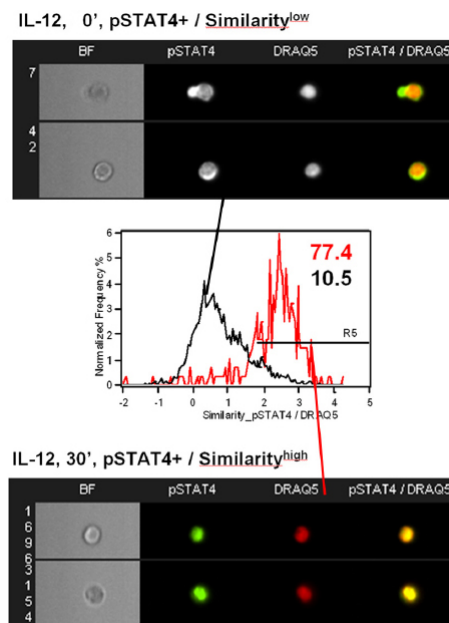 IL-12, 0', pSTAT4+ / Similarity^low
BF pSTAT4 DRAQ5 pSTAT4 / DRAQ5
7
4
2
6
5
4
3
2
1
0
Normalized Frequency %
77.4
10.5
R5
-2 -1 0 1 2 3 4 5
Similarity_pSTAT4 / DRAQ5
IL-12, 30', pSTAT4+ / Similarity^high
BF pSTAT4 DRAQ5 pSTAT4 / DRAQ5
1
6
9
6
3
1
5
4